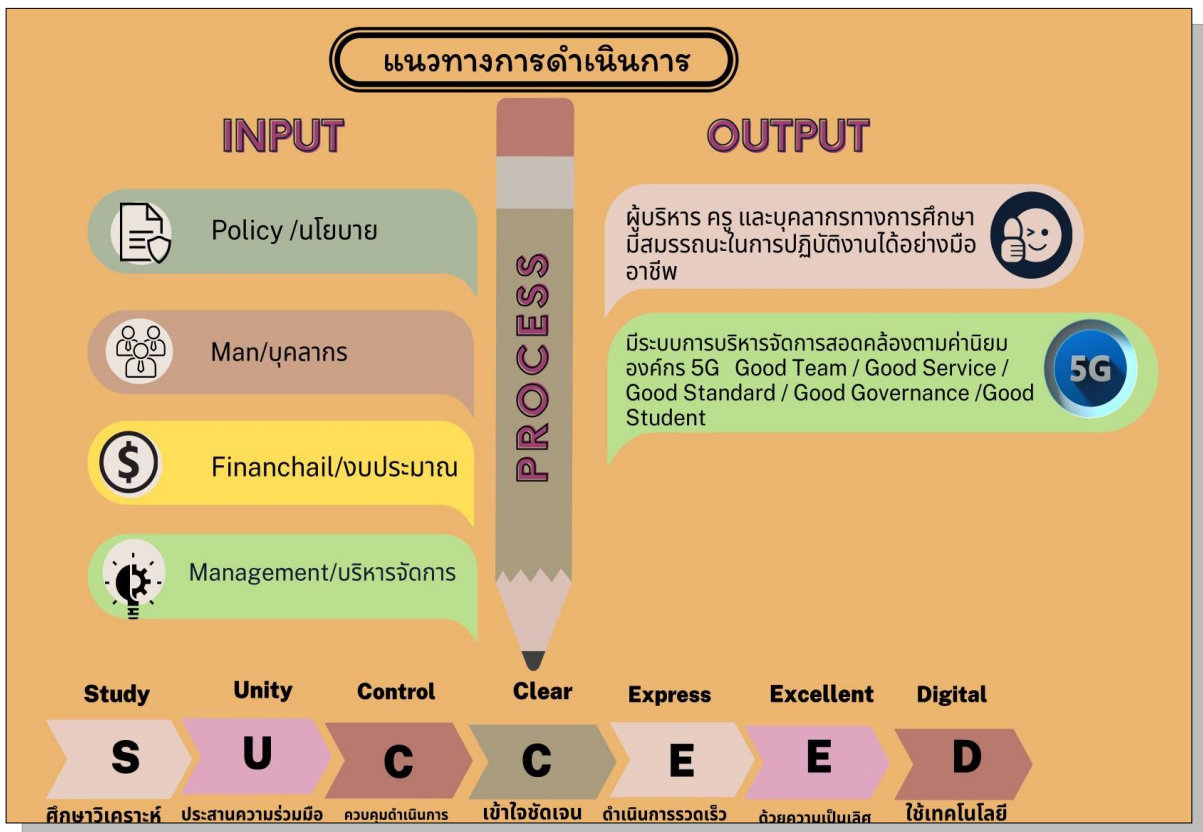 แนวทางการดำเนินการ
INPUT
Policy /นโยบาย
Man/บุคลากร
Financhail/งบประมาณ
Management/บริหารจัดการ
PROCESS
OUTPUT
ผู้บริหาร ครู และบุคลากรทางการศึกษา
มีสมรรถนะในการปฏิบัติงานได้อย่างมือ
อาชีพ
มีระบบการบริหารจัดการสอดคล้องตามค่านิยม
องค์กร 5G Good Team / Good Service /
Good Standard / Good Governance /Good
Student
5G
Study Unity Control Clear Express Excellent Digital
S U C C E E D
ศึกษาวิเคราะห์ ประสานความร่วมมือ ควบคุมดำเนินการ เข้าใจชัดเจน ดำเนินการรวดเร็ว ด้วยความเป็นเลิศ ใช้เทคโนโลยี